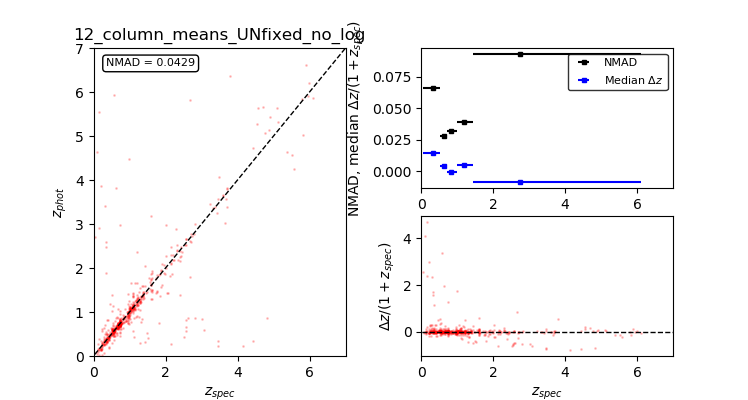 12_column_means_UNfixed_no_log
NMAD = 0.0429
z_phot
7
6
5
4
3
2
1
0
0 2 4 6
z_spec
NMAD, median Δz/(1 + z_spec)
NMAD
Median Δz
0.075
0.050
0.025
0.000
0 2 4 6
Δz/(1 + z_spec)
4
2
0
0 2 4 6
z_spec